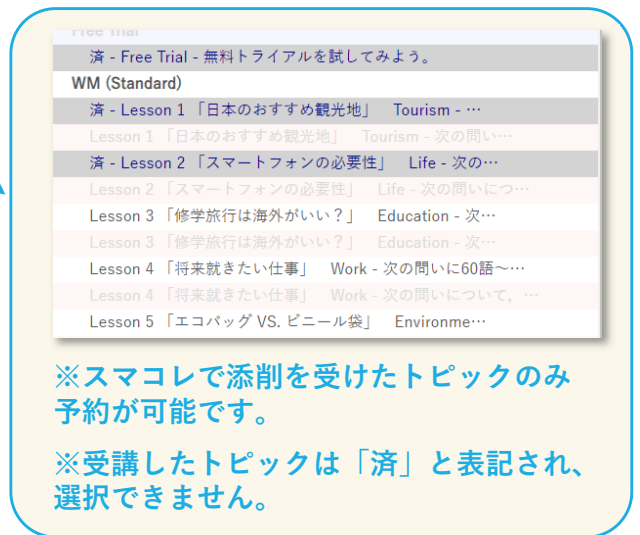 Free Trial
済 - Free Trial - 無料トライアルを試してみよう。
WM (Standard)
済 - Lesson 1 「日本のおすすめ観光地」 Tourism - …
Lesson 1 「日本のおすすめ観光地」 Tourism - 次の問い…
済 - Lesson 2 「スマートフォンの必要性」 Life - 次の…
Lesson 2 「スマートフォンの必要性」 Life - 次の問いにつ…
Lesson 3 「修学旅行は海外がいい？」 Education - 次…
Lesson 3 「修学旅行は海外がいい？」 Education - 次…
Lesson 4 「将来就きたい仕事」 Work - 次の問いに60語～…
Lesson 4 「将来就きたい仕事」 Work - 次の問いについて，…
Lesson 5 「エコバッグ VS. ビニール袋」 Environme…
※スマコレで添削を受けたトピックのみ
予約が可能です。
※受講したトピックは「済」と表記され、
選択できません。